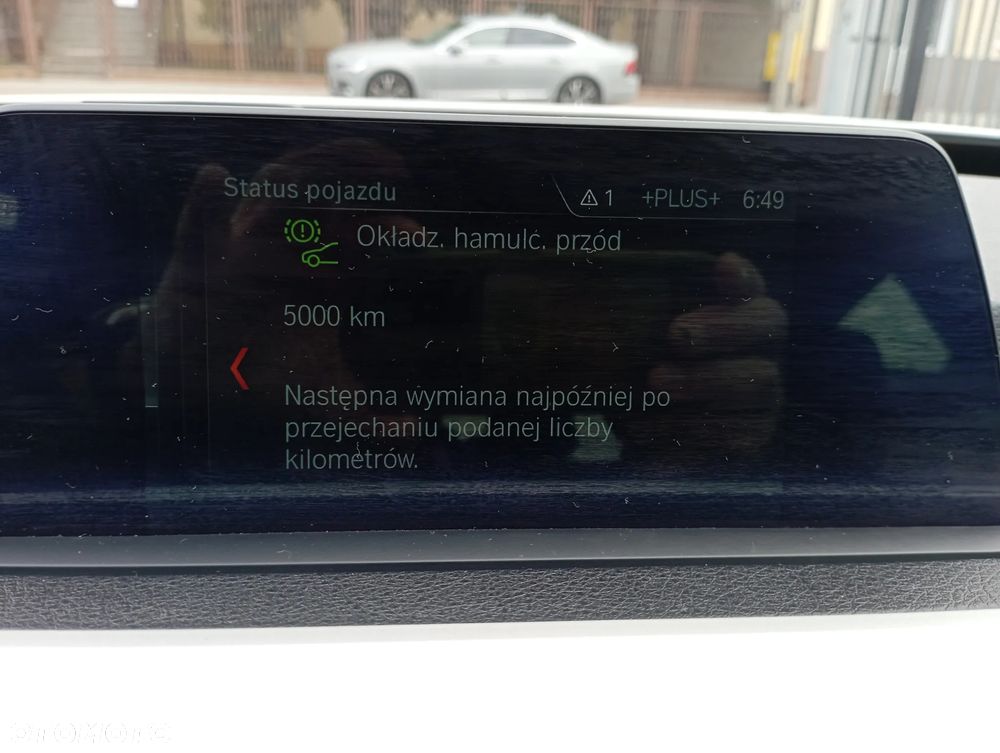 Status pojazdu
1 +PLUS+ 6:49
Okładz. hamulc. przód
5000 km
Następna wymiana najpóźniej po
przejechaniu podanej liczby
kilometrów.
OTOMOTO